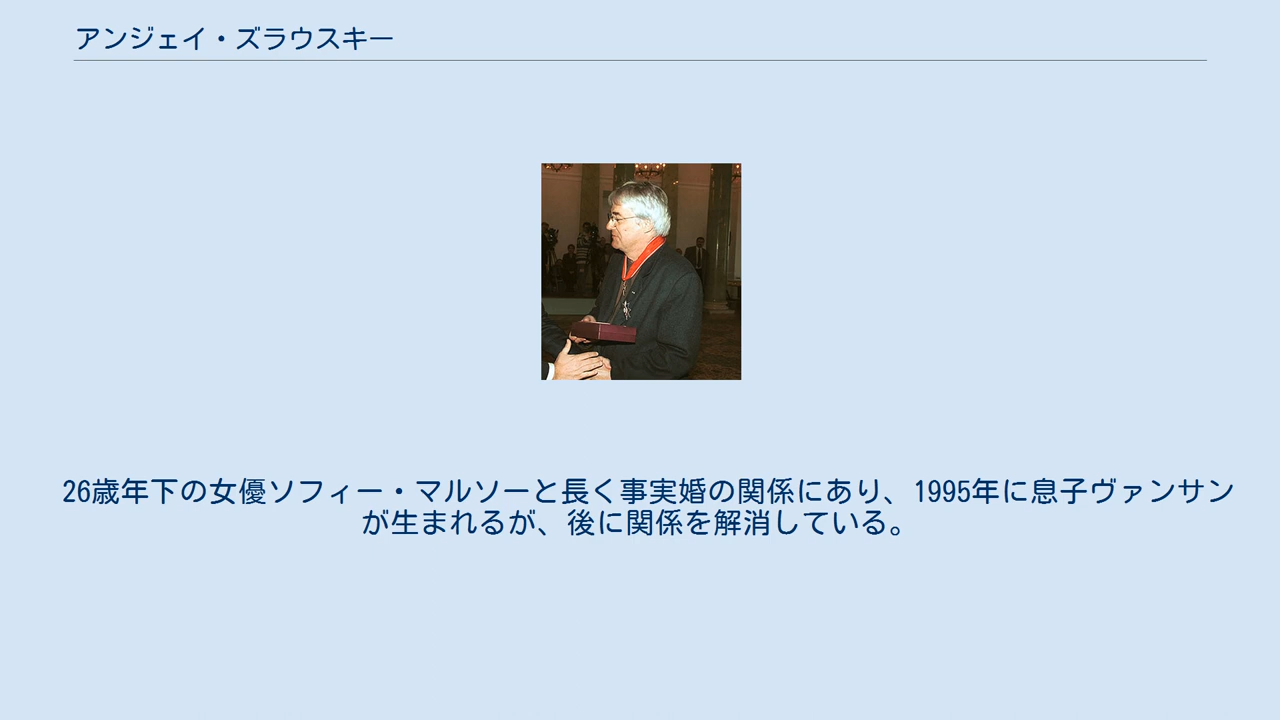 アンジェイ・ズラウスキー
26歳年下の女優ソフィー・マルソーと長く事実婚の関係にあり、1995年に息子ヴァンサン
が生まれるが、後に関係を解消している。